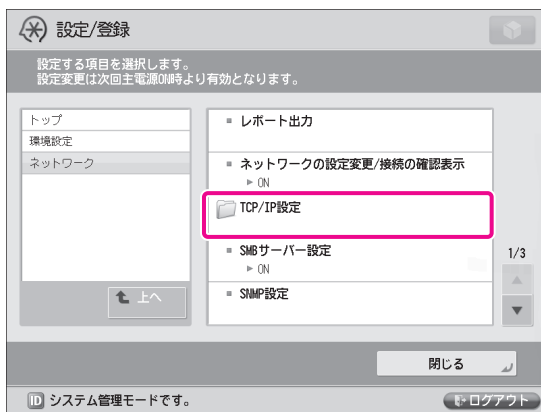 設定/登録
設定する項目を選択します。
設定変更は次回主電源ON時より有効となります。
トップ
環境設定
ネットワーク
上へ
レポート出力
ネットワークの設定変更/接続の確認表示
ON
TCP/IP設定
SMBサーバー設定
ON
SNMP設定
1/3
閉じる
ID システム管理モードです。
ログアウト